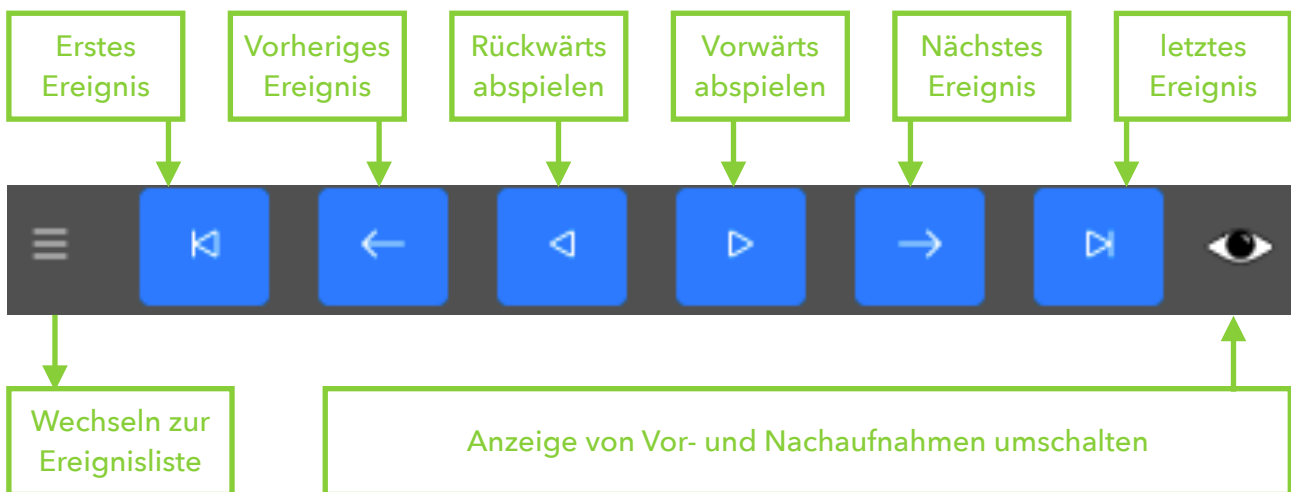 Erstes
Ereignis
Vorheriges
Ereignis
Rückwärts
abspielen
Vorwärts
abspielen
Nächstes
Ereignis
letztes
Ereignis
Wechseln zur
Ereignisliste
Anzeige von Vor- und Nachaufnahmen umschalten